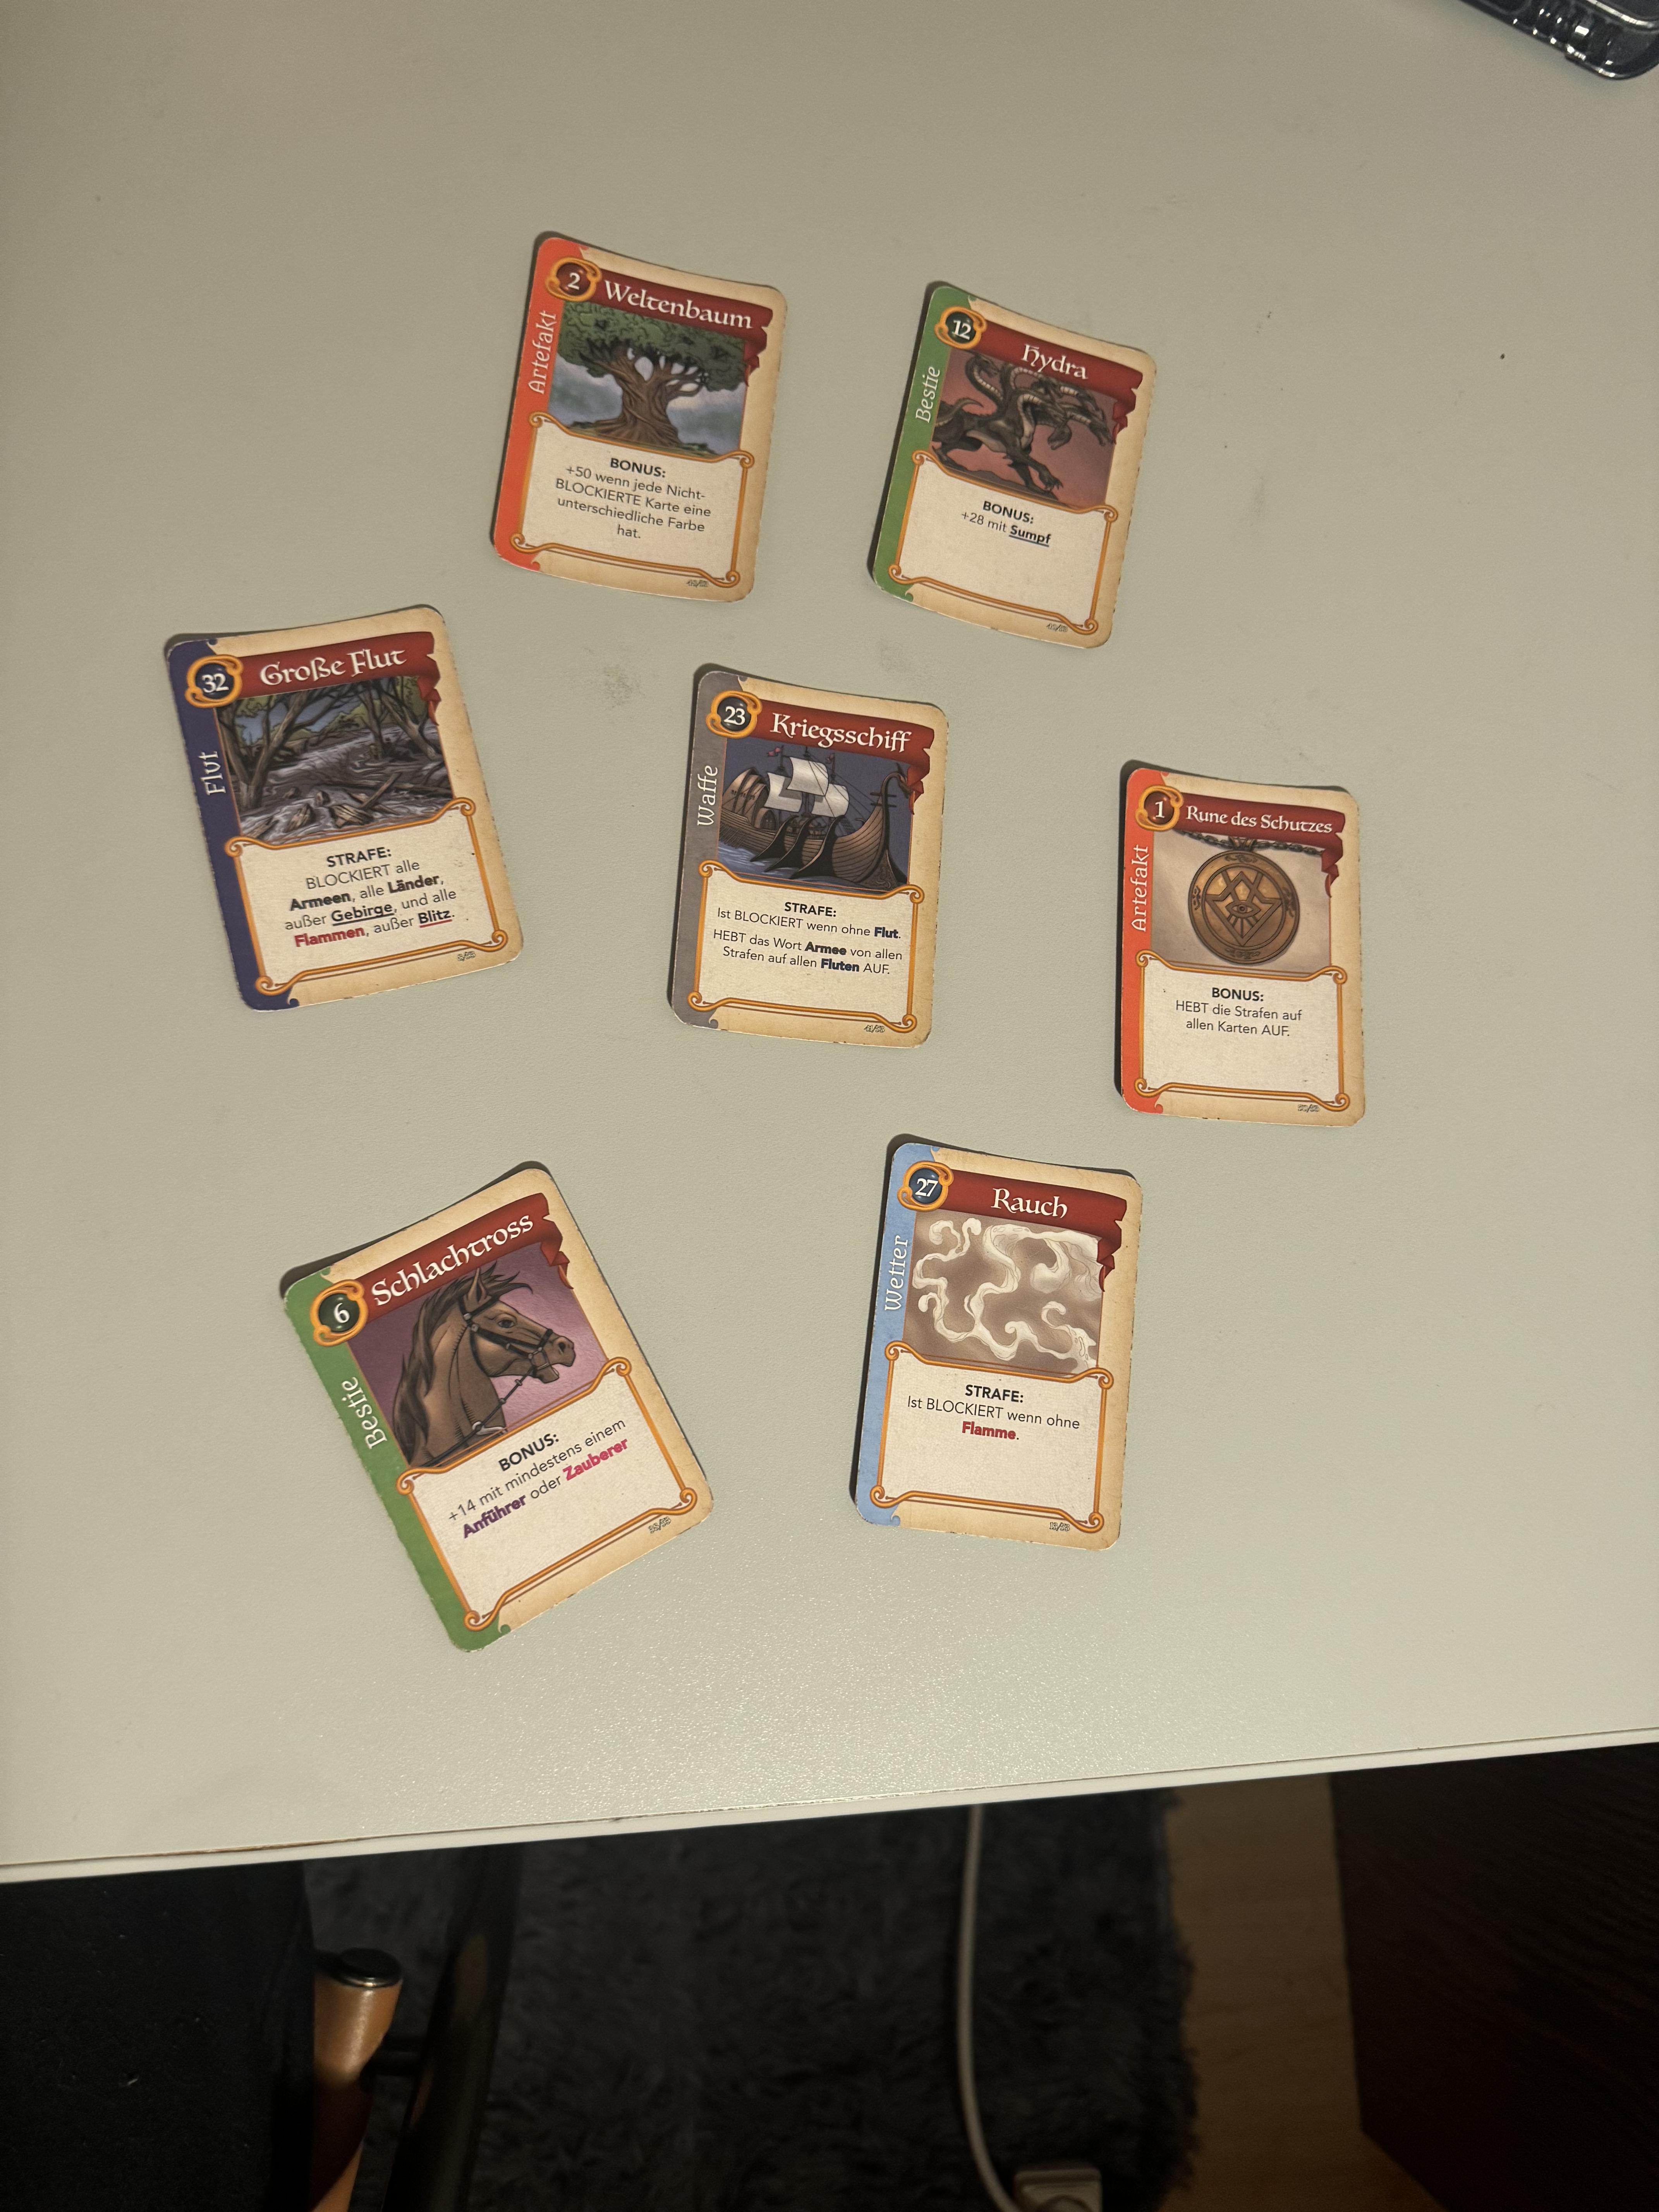 2
Weltenbaum
Artefakt
BONUS:
+50 wenn jede Nicht-
BLOCKIERTE Karte eine
unterschiedliche Farbe
hat.
12
Hydra
Bestie
BONUS:
+28 mit Sumpf
32
Große Flut
Flut
STRAFE:
BLOCKIERT alle
Armeen, alle Länder,
außer Gebirge, und alle
Flammen, außer Blitz.
23
Kriegsschiff
Waffe
STRAFE:
Ist BLOCKIERT wenn ohne Flut.
HEBT das Wort Armee von allen
Strafen auf allen Fluten AUF.
1
Rune des Schutzes
Artefakt
BONUS:
HEBT die Strafen auf
allen Karten AUF.
6
Schlachtross
Bestie
BONUS:
+14 mit mindestens einem
Anführer oder Zauberer
27
Rauch
Wetter
STRAFE:
Ist BLOCKIERT wenn ohne
Flamme.